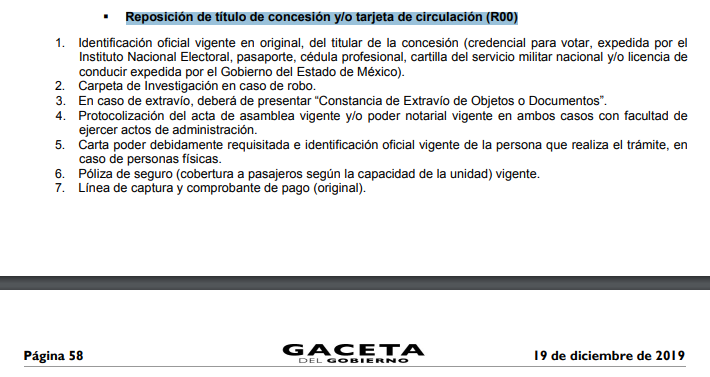 ▪ Reposición de título de concesión y/o tarjeta de circulación (R00)
1. Identificación oficial vigente en original, del titular de la concesión (credencial para votar, expedida por el
Instituto Nacional Electoral, pasaporte, cédula profesional, cartilla del servicio militar nacional y/o licencia de
conducir expedida por el Gobierno del Estado de México).
2. Carpeta de Investigación en caso de robo.
3. En caso de extravío, deberá de presentar “Constancia de Extravío de Objetos o Documentos”.
4. Protocolización del acta de asamblea vigente y/o poder notarial vigente en ambos casos con facultad de
ejercer actos de administración.
5. Carta poder debidamente requisitada e identificación oficial vigente de la persona que realiza el trámite, en
caso de personas físicas.
6. Póliza de seguro (cobertura a pasajeros según la capacidad de la unidad) vigente.
7. Línea de captura y comprobante de pago (original).
Página 58
GACETA
DEL GOBIERNO
19 de diciembre de 2019